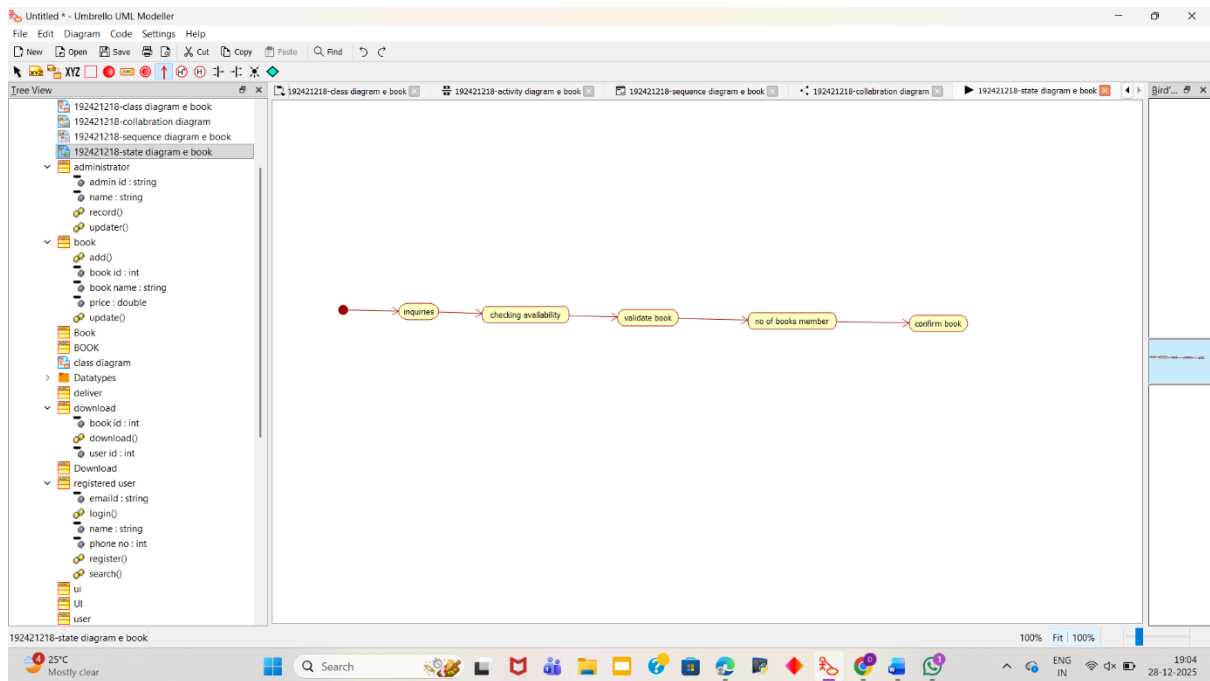 Untitled * - Umbrello UML Modeller
File Edit Diagram Code Settings Help
New Open Save Cut Copy Paste Find
XYZ XYZ
Tree View
192421218-class diagram e book 192421218-activity diagram e book 192421218-sequence diagram e book 192421218-collabration diagram 192421218-state diagram e book
Bird'...
192421218-class diagram e book
192421218-collabration diagram
192421218-sequence diagram e book
192421218-state diagram e book
administrator
admin id : string
name : string
record()
updater()
book
add()
book id : int
book name : string
price : double
update()
Book
BOOK
class diagram
Datatypes
deliver
download
book id : int
download()
user id : int
Download
registered user
emaild : string
login()
name : string
phone no : int
register()
search()
ui
UI
user
inquiries
checking availability
validate book
no of books member
confirm book
192421218-state diagram e book
100% Fit 100%
4
25°C
Mostly clear
Search
1
ENG
IN
19:04
28-12-2025